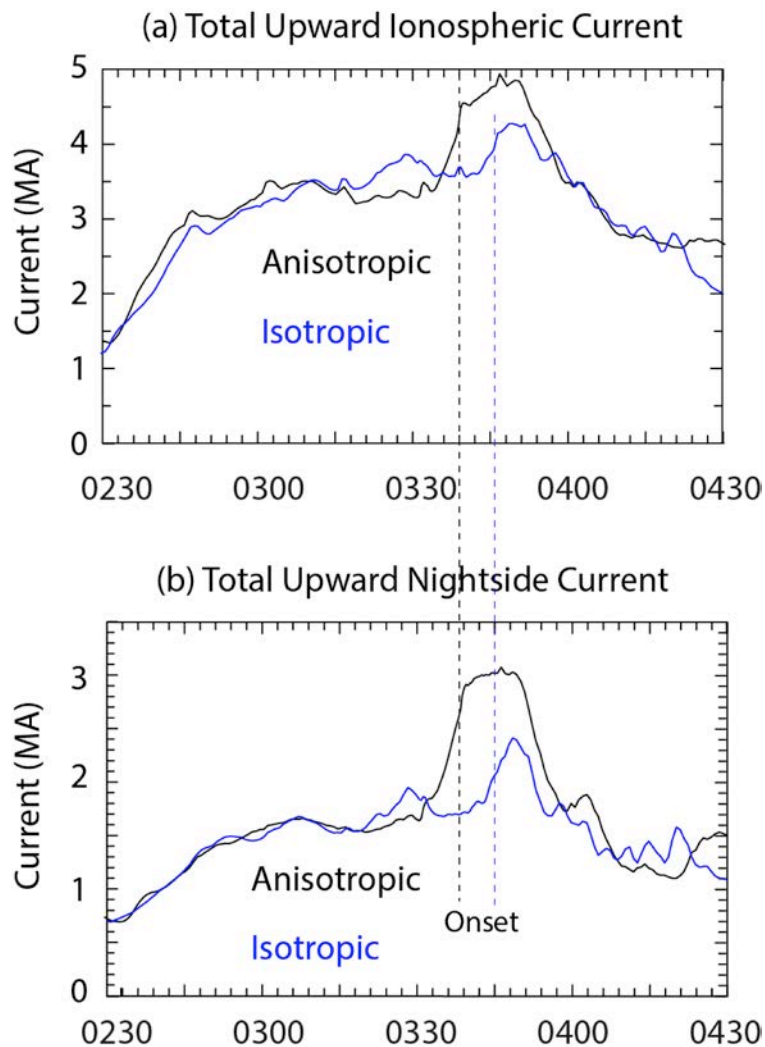 (a) Total Upward Ionospheric Current
5
4
3
2
1
0
Current (MA)
Anisotropic
Isotropic
0230 0300 0330 0400 0430
(b) Total Upward Nightside Current
3
2
1
0
Current (MA)
Anisotropic
Onset
Isotropic
0230 0300 0330 0400 0430